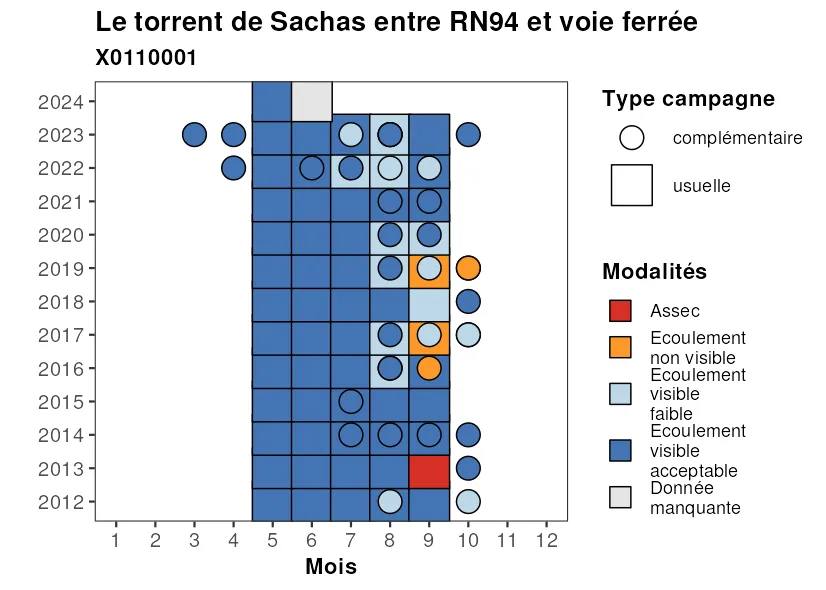 Le torrent de Sachas entre RN94 et voie ferrée
X0110001
2024
2023
2022
2021
2020
2019
2018
2017
2016
2015
2014
2013
2012
1 2 3 4 5 6 7 8 9 10 11 12
Mois
Type campagne
complémentaire
usuelle
Modalités
Assec
Ecoulement
non visible
Ecoulement
visible
faible
Ecoulement
visible
acceptable
Donnée
manquante